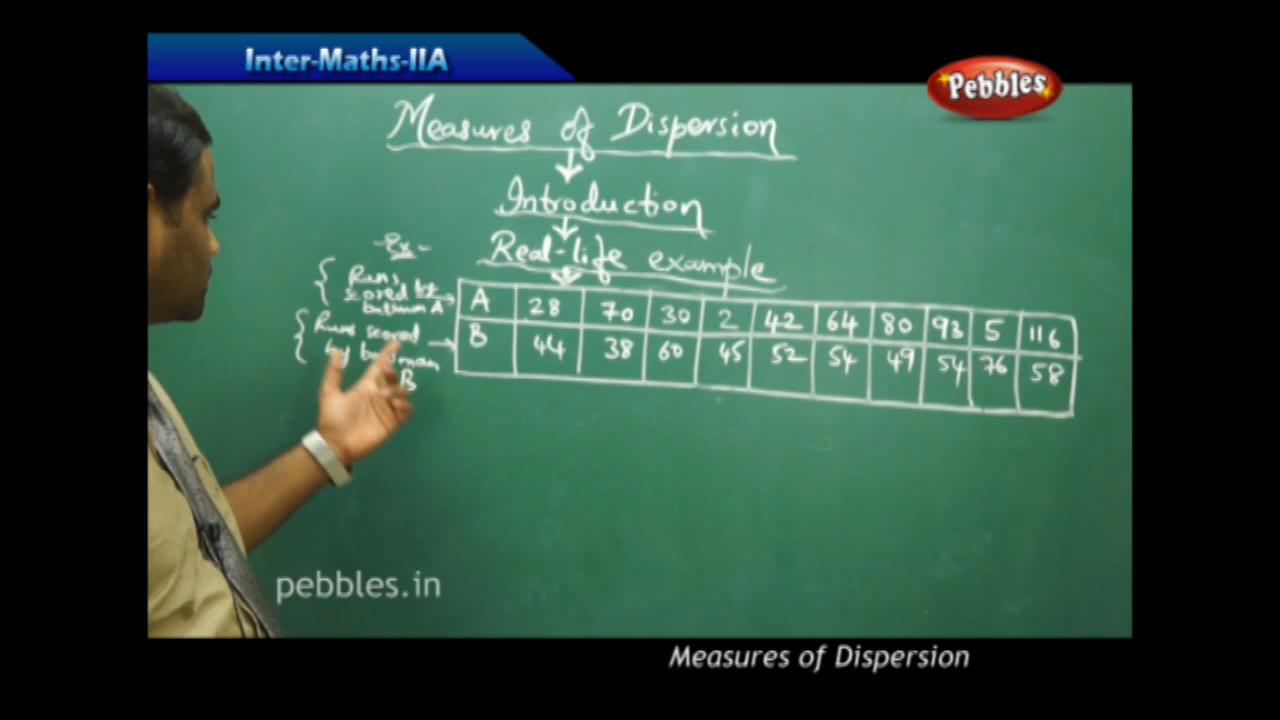 Inter-Maths-IIA
Pebbles
Measures of Dispersion
Introduction
Real-life example
- Ex -
Runs
scored by
batsman A
Runs scored
by batsman
B
A 28 70 30 2 42 64 80 93 5 116
B 44 38 60 45 52 54 49 54 76 58
pebbles.in
Measures of Dispersion